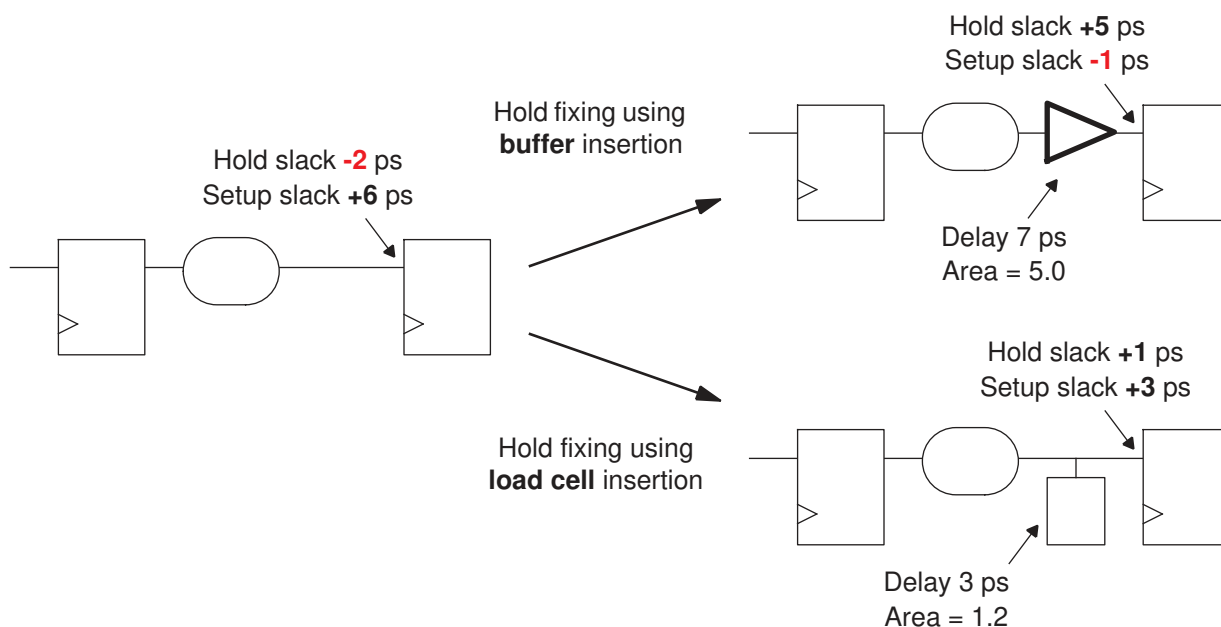 Hold slack -2 ps
Setup slack +6 ps
Hold fixing using
buffer insertion
Hold slack +5 ps
Setup slack -1 ps
Delay 7 ps
Area = 5.0
Hold fixing using
load cell insertion
Hold slack +1 ps
Setup slack +3 ps
Delay 3 ps
Area = 1.2